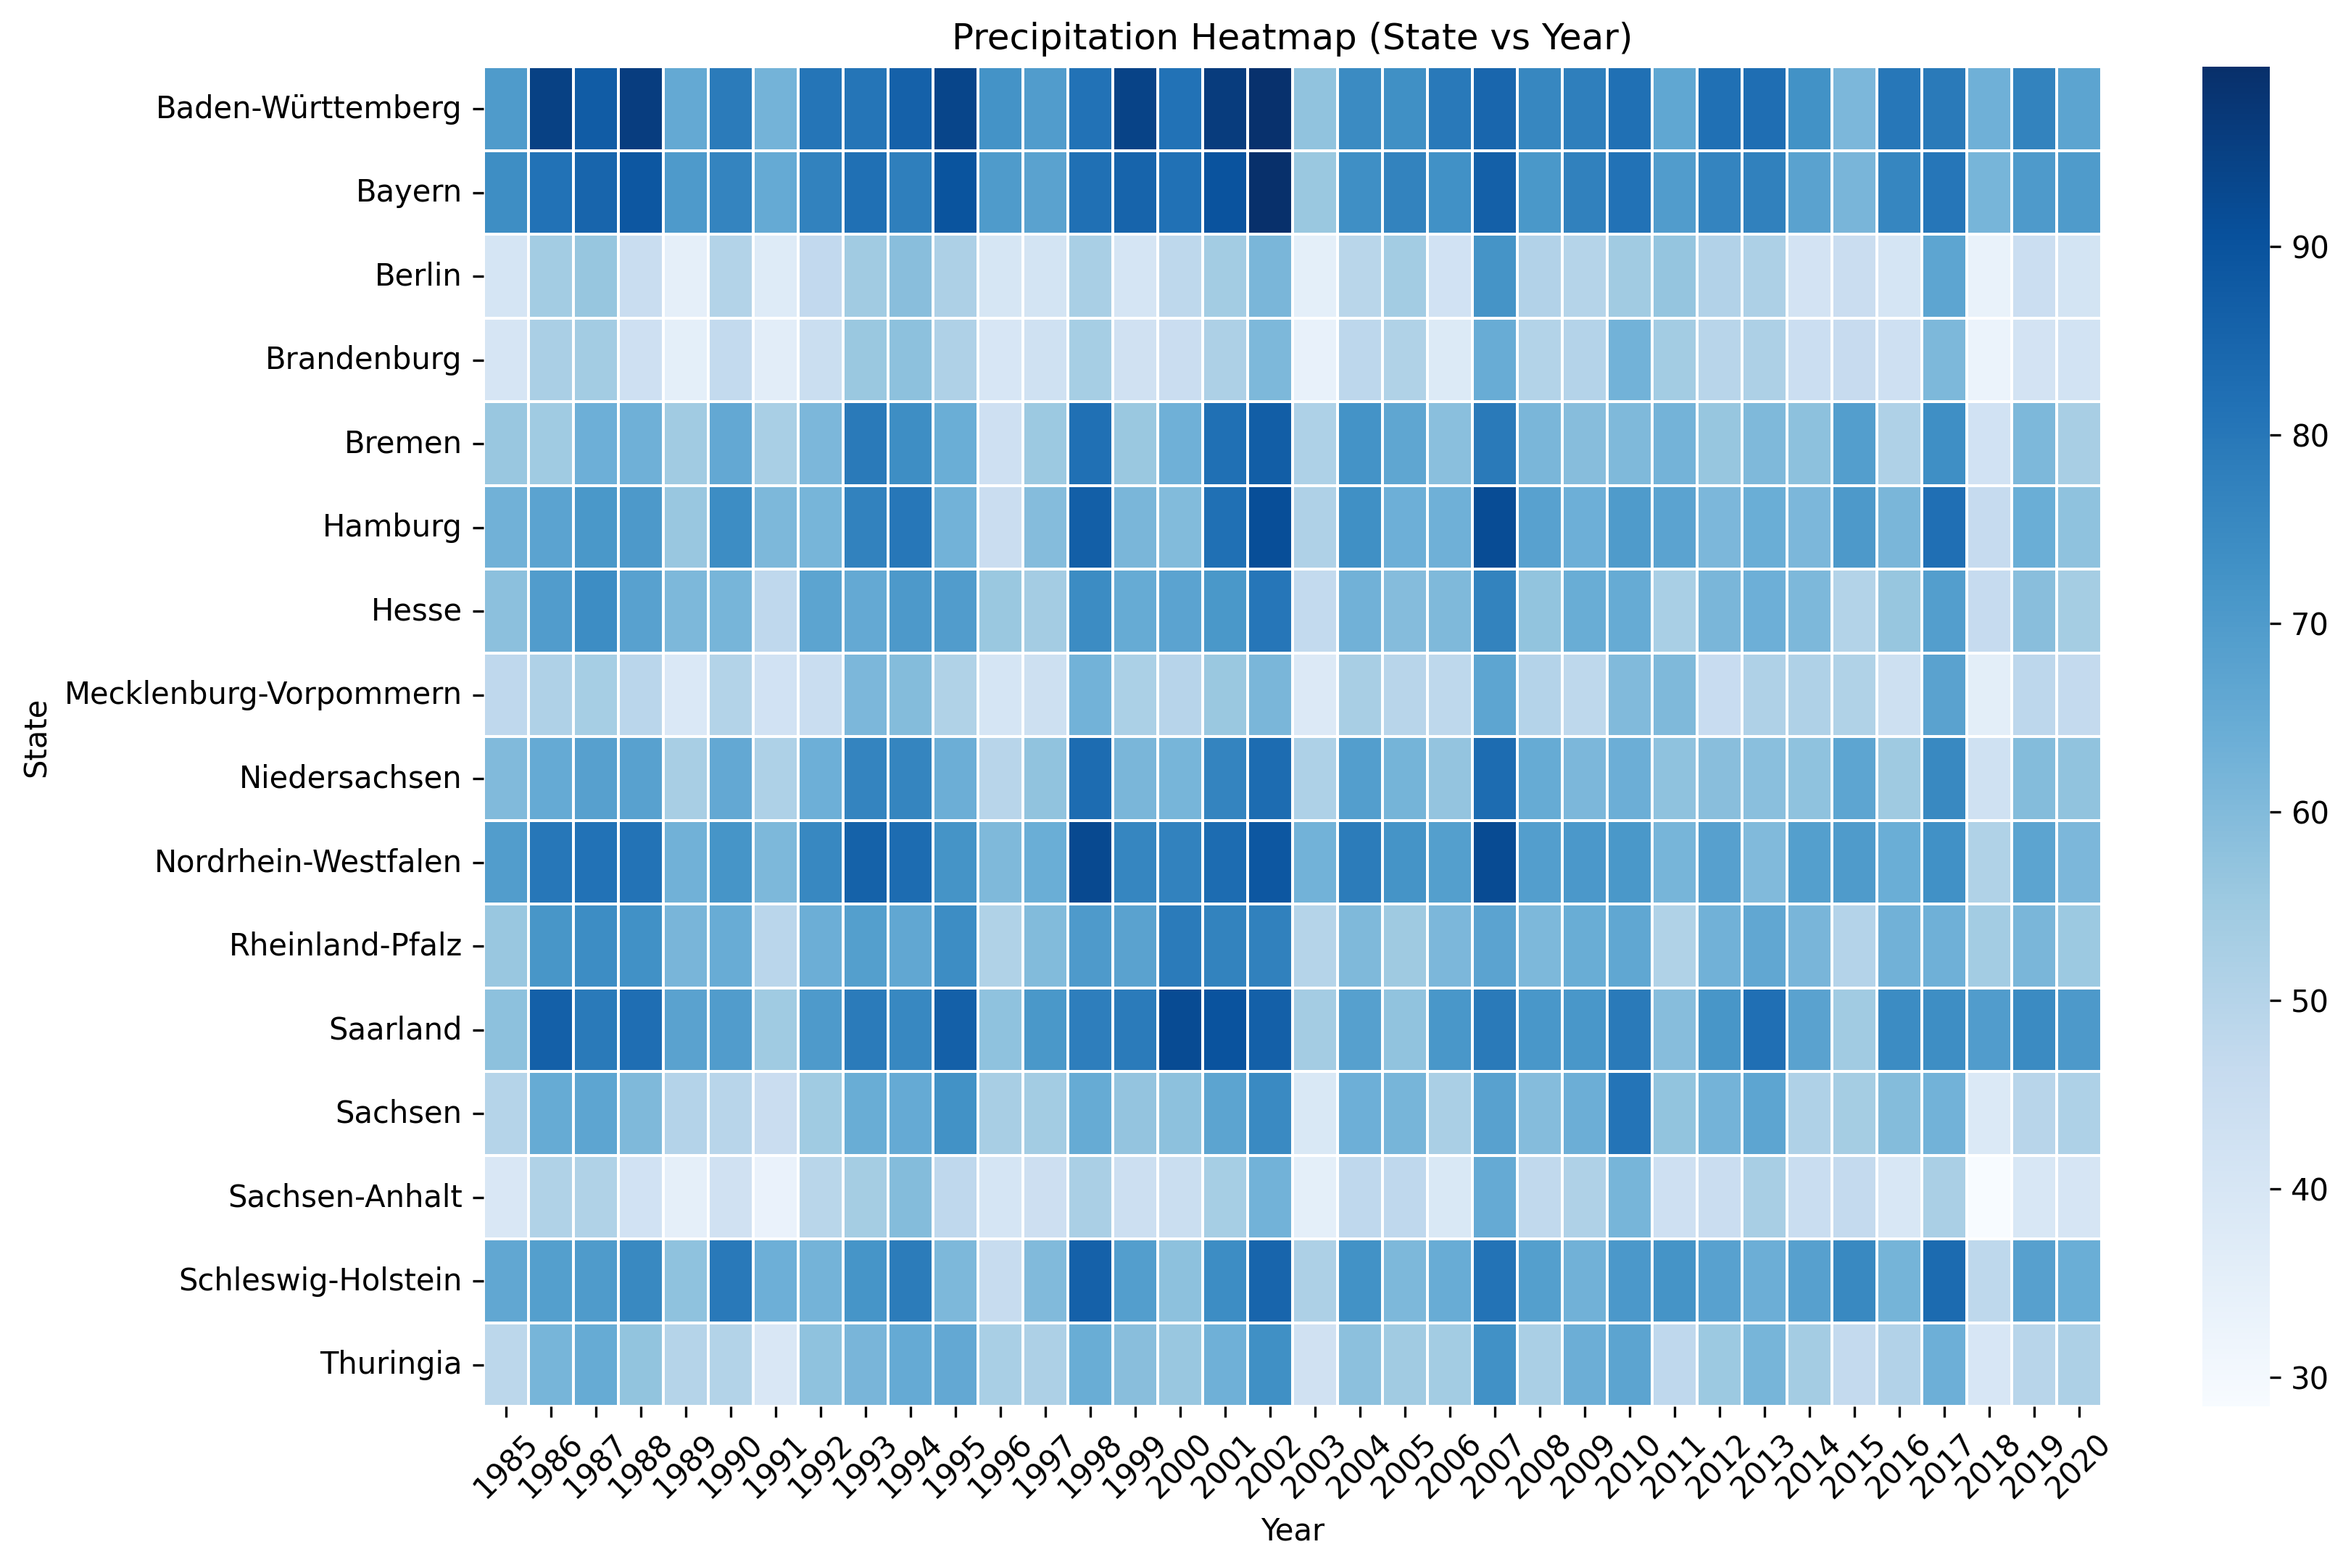 Precipitation Heatmap (State vs Year)
State
Baden-Württemberg
Bayern
Berlin
Brandenburg
Bremen
Hamburg
Hesse
Mecklenburg-Vorpommern
Niedersachsen
Nordrhein-Westfalen
Rheinland-Pfalz
Saarland
Sachsen
Sachsen-Anhalt
Schleswig-Holstein
Thuringia
1985 1986 1987 1988 1989 1990 1991 1992 1993 1994 1995 1996 1997 1998 1999 2000 2001 2002 2003 2004 2005 2006 2007 2008 2009 2010 2011 2012 2013 2014 2015 2016 2017 2018 2019 2020
Year
90
80
70
60
50
40
30